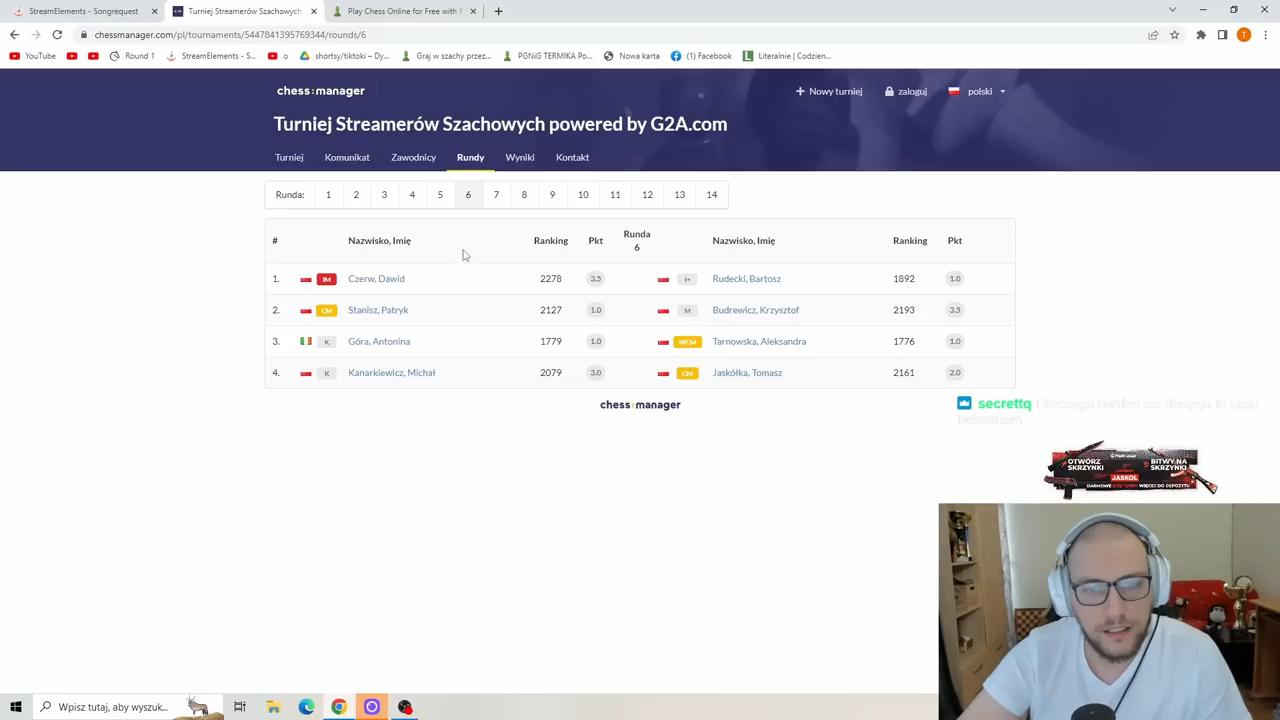 StreamElements - Songrequest
Turniej Streamerów Szachowych
Play Chess Online for Free with F
chessmanager.com/pl/tournaments/5447841395769344/rounds/6
YouTube
Round 1
StreamElements - S...
o
shortsy/tiktoki – Dy...
Graj w szachy przez...
PGNiG TERMIKA Po...
Nowa karta
(1) Facebook
Literalnie | Codzien...
T
chess:manager
Nowy turniej
zaloguj
polski
Turniej Streamerów Szachowych powered by G2A.com
Turniej Komunikat Zawodnicy Rundy Wyniki Kontakt
Runda: 1 2 3 4 5 6 7 8 9 10 11 12 13 14
# Nazwisko, Imię Ranking Pkt Runda 6 Nazwisko, Imię Ranking Pkt
1. IM Czerw, Dawid 2278 3.5 I+ Rudecki, Bartosz 1892 1.0
2. CM Stanisz, Patryk 2127 1.0 M Budrewicz, Krzysztof 2193 3.5
3. K Góra, Antonina 1779 1.0 WCM Tarnowska, Aleksandra 1776 1.0
4. K Kanarkiewicz, Michał 2079 3.0 CM Jaskółka, Tomasz 2161 2.0
chess:manager
secrettq Dlaczego bardzo zla decyzja to bicie
hetmanem
OTWÓRZ SKRZYNKI
BITWY NA SKRZYNKI
JASKOL
Wpisz tutaj, aby wyszuk...